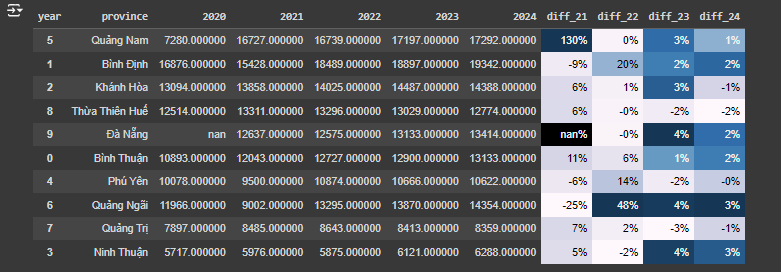 year province 2020 2021 2022 2023 2024 diff_21 diff_22 diff_23 diff_24
5 Quảng Nam 7280.000000 16727.000000 16739.000000 17197.000000 17292.000000 130% 0% 3% 1%
1 Bình Định 16876.000000 15428.000000 18489.000000 18897.000000 19342.000000 -9% 20% 2% 2%
2 Khánh Hòa 13094.000000 13858.000000 14025.000000 14487.000000 14388.000000 6% 1% 3% -1%
8 Thừa Thiên Huế 12514.000000 13311.000000 13296.000000 13029.000000 12774.000000 6% -0% -2% -2%
9 Đà Nẵng nan 12637.000000 12575.000000 13133.000000 13414.000000 nan% -0% 4% 2%
0 Bình Thuận 10893.000000 12043.000000 12727.000000 12900.000000 13133.000000 11% 6% 1% 2%
4 Phú Yên 10078.000000 9500.000000 10874.000000 10666.000000 10622.000000 -6% 14% -2% -0%
6 Quảng Ngãi 11966.000000 9002.000000 13295.000000 13870.000000 14354.000000 -25% 48% 4% 3%
7 Quảng Trị 7897.000000 8485.000000 8643.000000 8413.000000 8359.000000 7% 2% -3% -1%
3 Ninh Thuận 5717.000000 5976.000000 5875.000000 6121.000000 6288.000000 5% -2% 4% 3%